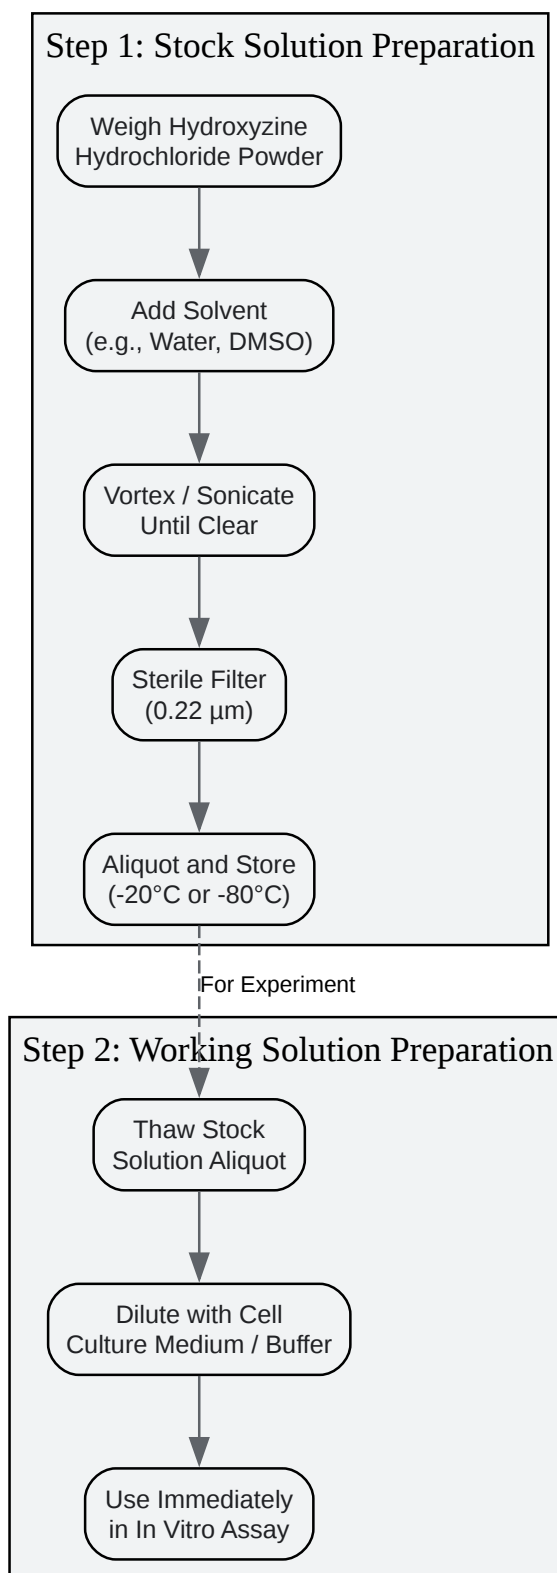 Step 1: Stock Solution Preparation
Weigh Hydroxyzine
Hydrochloride Powder
Add Solvent
(e.g., Water, DMSO)
Vortex / Sonicate
Until Clear
Sterile Filter
(0.22 µm)
Aliquot and Store
(-20°C or -80°C)
For Experiment
Step 2: Working Solution Preparation
Thaw Stock
Solution Aliquot
Dilute with Cell
Culture Medium / Buffer
Use Immediately
in In Vitro Assay